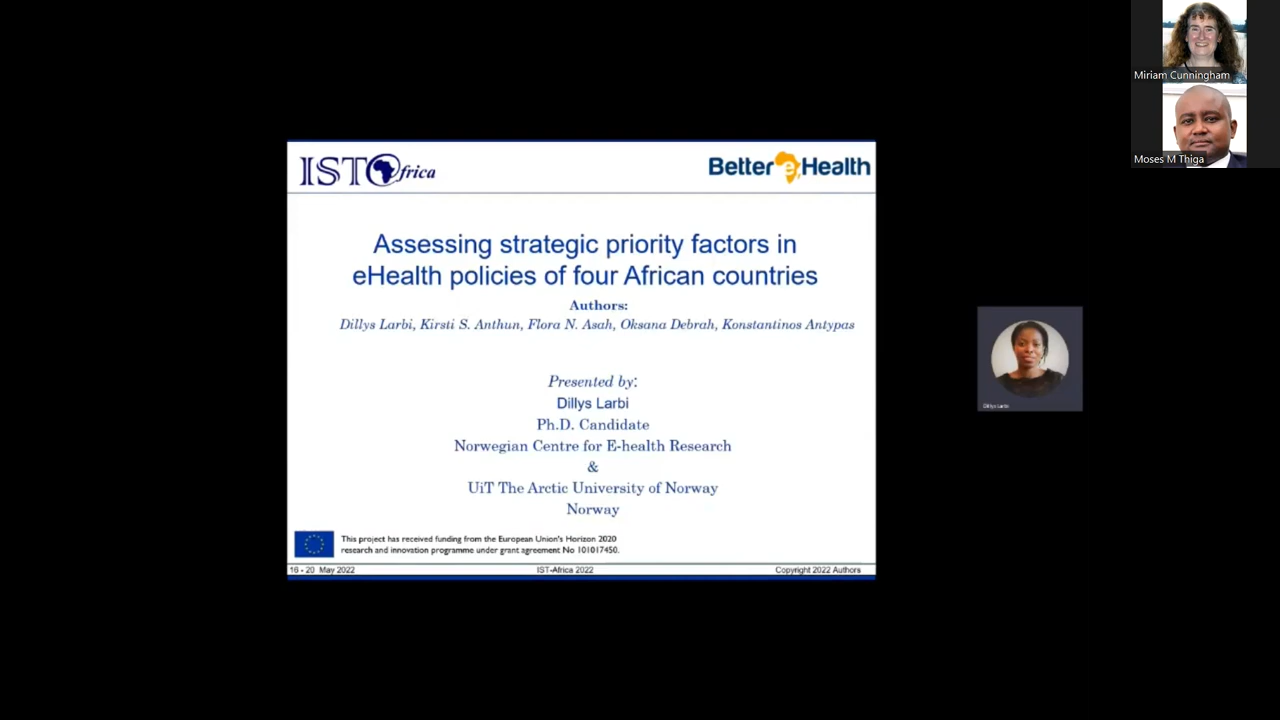 Miriam Cunningham
Moses M Thiga
IST Africa
Better eHealth
Assessing strategic priority factors in
eHealth policies of four African countries
Authors:
Dillys Larbi, Kirsti S. Anthun, Flora N. Asah, Oksana Debrah, Konstantinos Antypas
Presented by:
Dillys Larbi
Ph.D. Candidate
Norwegian Centre for E-health Research
&
UiT The Arctic University of Norway
Norway
This project has received funding from the European Union's Horizon 2020
research and innovation programme under grant agreement No 101017450.
16 - 20 May 2022
IST-Africa 2022
Copyright 2022 Authors
Dillys Larbi